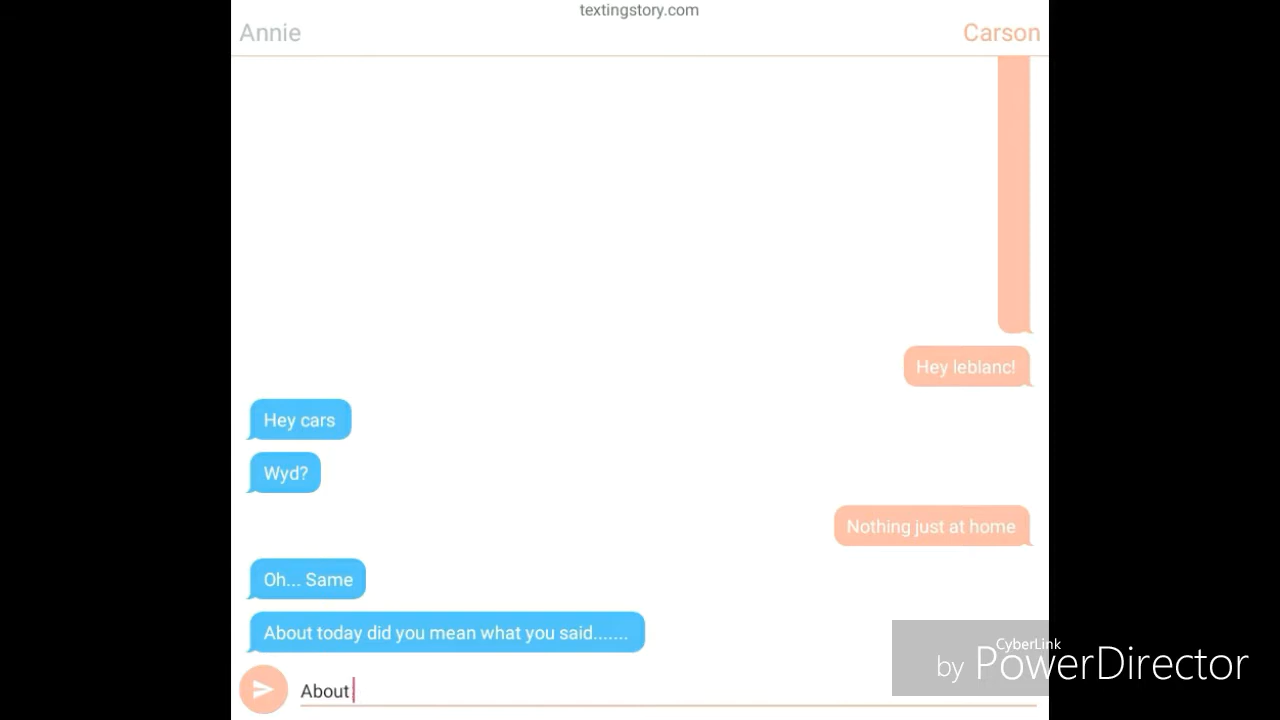 textingstory.com
Annie
Carson
Hey leblanc!
Hey cars
Wyd?
Nothing just at home
Oh... Same
About today did you mean what you said.......
About
CyberLink
by PowerDirector